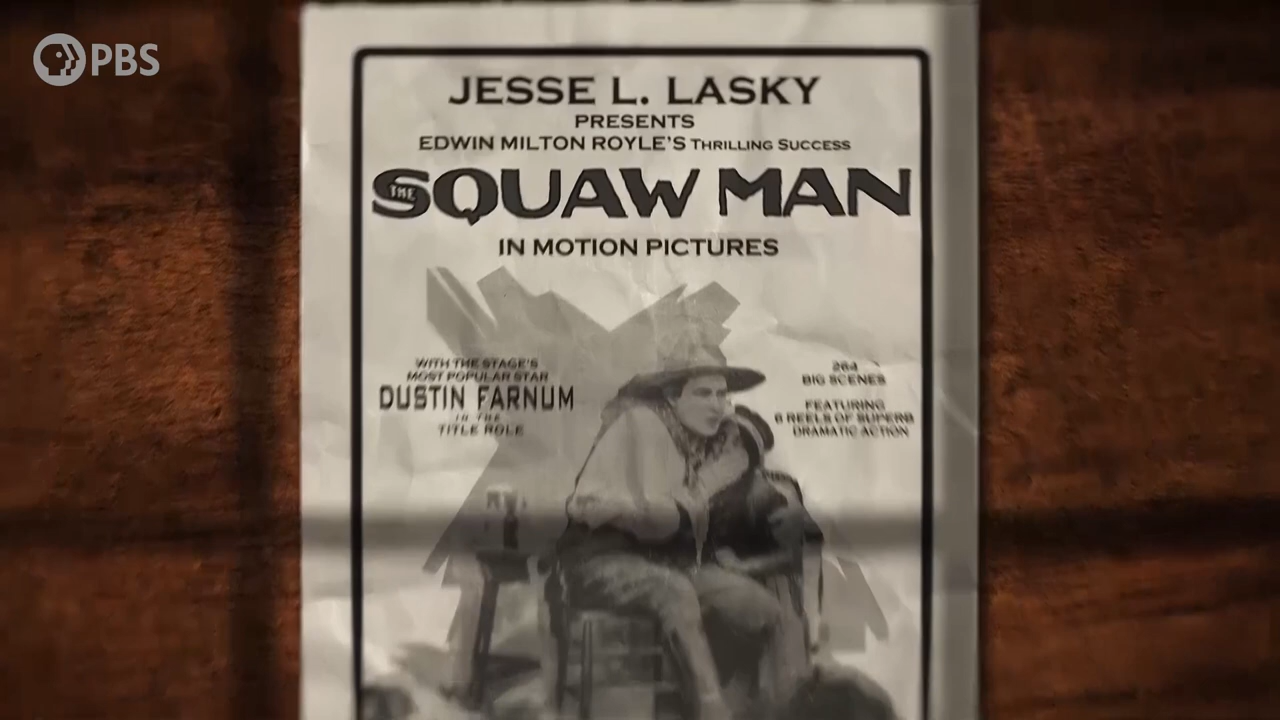 PBS
JESSE L. LASKY
PRESENTS
EDWIN MILTON ROYLE'S THRILLING SUCCESS
THE SQUAW MAN
IN MOTION PICTURES
WITH THE STAGE'S
MOST POPULAR STAR
DUSTIN FARNUM
IN THE
TITLE ROLE
264
BIG SCENES
FEATURING
6 REELS OF SUPERB
DRAMATIC ACTION